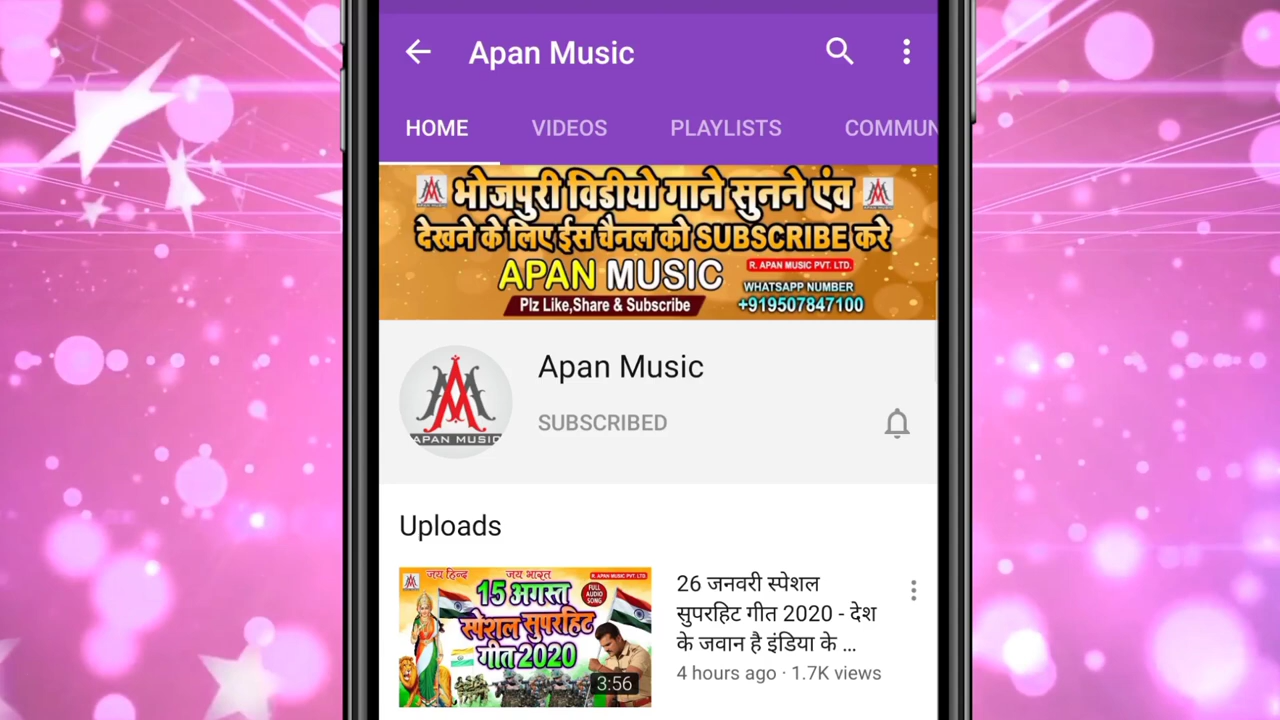 Apan Music
HOME VIDEOS PLAYLISTS COMMUN
भोजपुरी विडीयो गाने सुनने एंव
देखने के लिए ईस चैनल को SUBSCRIBE करे
APAN MUSIC
R. APAN MUSIC PVT. LTD.
WHATSAPP NUMBER
+919507847100
Plz Like,Share & Subscribe
Apan Music
SUBSCRIBED
APAN MUSIC
Uploads
जय हिन्द जय भारत
R. APAN MUSIC PVT. LTD
15 अगस्त
FULL
AUDIO
SONG
स्पेशल सुपरहिट
गीत 2020
3:56
26 जनवरी स्पेशल
सुपरहिट गीत 2020 - देश
के जवान है इंडिया के ...
4 hours ago · 1.7K views